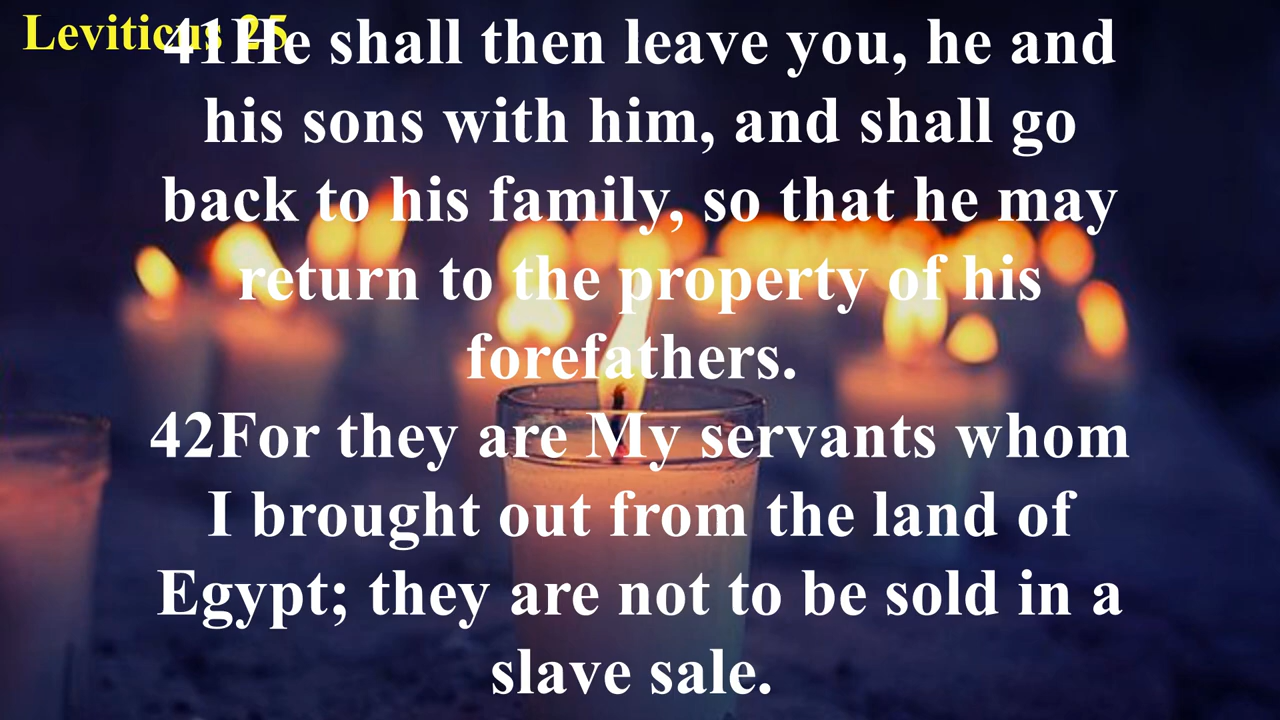 Leviticus 25
41He shall then leave you, he and
his sons with him, and shall go
back to his family, so that he may
return to the property of his
forefathers.
42For they are My servants whom
I brought out from the land of
Egypt; they are not to be sold in a
slave sale.